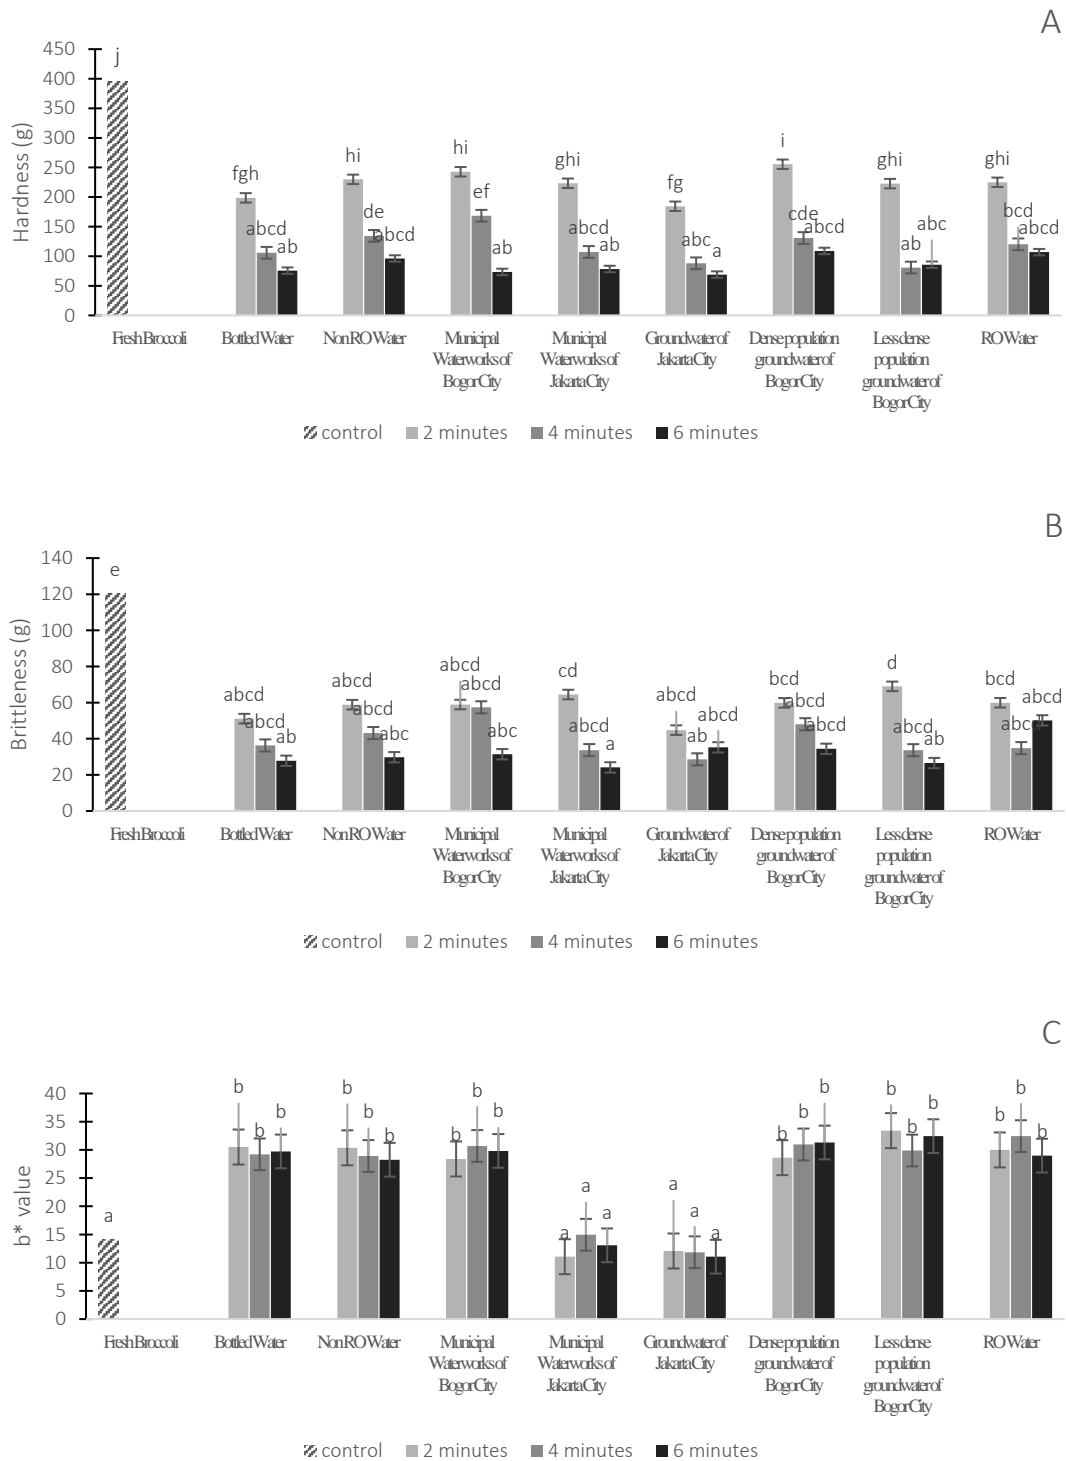 A
450
400
350
300
250
200
150
100
50
0
Hardness (g)
j
fgh
abcd
ab
hi
de
abcd
hi
ef
ab
ghi
abcd
ab
fg
abc
a
i
cde
abcd
ghi
ab
abc
ghi
bcd
abcd
Fresh Broccoli
Bottled Water
Non RO Water
Municipal
Waterworks of
Bogor City
Municipal
Waterworks of
Jakarta City
Groundwater of
Jakarta City
Dense population
groundwater of
Bogor City
Less dense
population
groundwater of
Bogor City
RO Water
control 2 minutes 4 minutes 6 minutes
B
140
120
100
80
60
40
20
0
Brittleness (g)
e
abcd
abcd
ab
abcd
abcd
abc
abcd
abcd
abc
cd
abcd
a
abcd
ab
abcd
bcd
abcd
abcd
d
abcd
ab
bcd
abcd
Fresh Broccoli
Bottled Water
Non RO Water
Municipal
Waterworks of
Bogor City
Municipal
Waterworks of
Jakarta City
Groundwater of
Jakarta City
Dense population
groundwater of
Bogor City
Less dense
population
groundwater of
Bogor City
RO Water
control 2 minutes 4 minutes 6 minutes
C
40
35
30
25
20
15
10
5
0
b* value
a
b
b
b
b
b
b
b
b
b
a
a
a
a
a
a
b
b
b
b
b
b
b
b
b
Fresh Broccoli
Bottled Water
Non RO Water
Municipal
Waterworks of
Bogor City
Municipal
Waterworks of
Jakarta City
Groundwater of
Jakarta City
Dense population
groundwater of
Bogor City
Less dense
population
groundwater of
Bogor City
RO Water
control 2 minutes 4 minutes 6 minutes